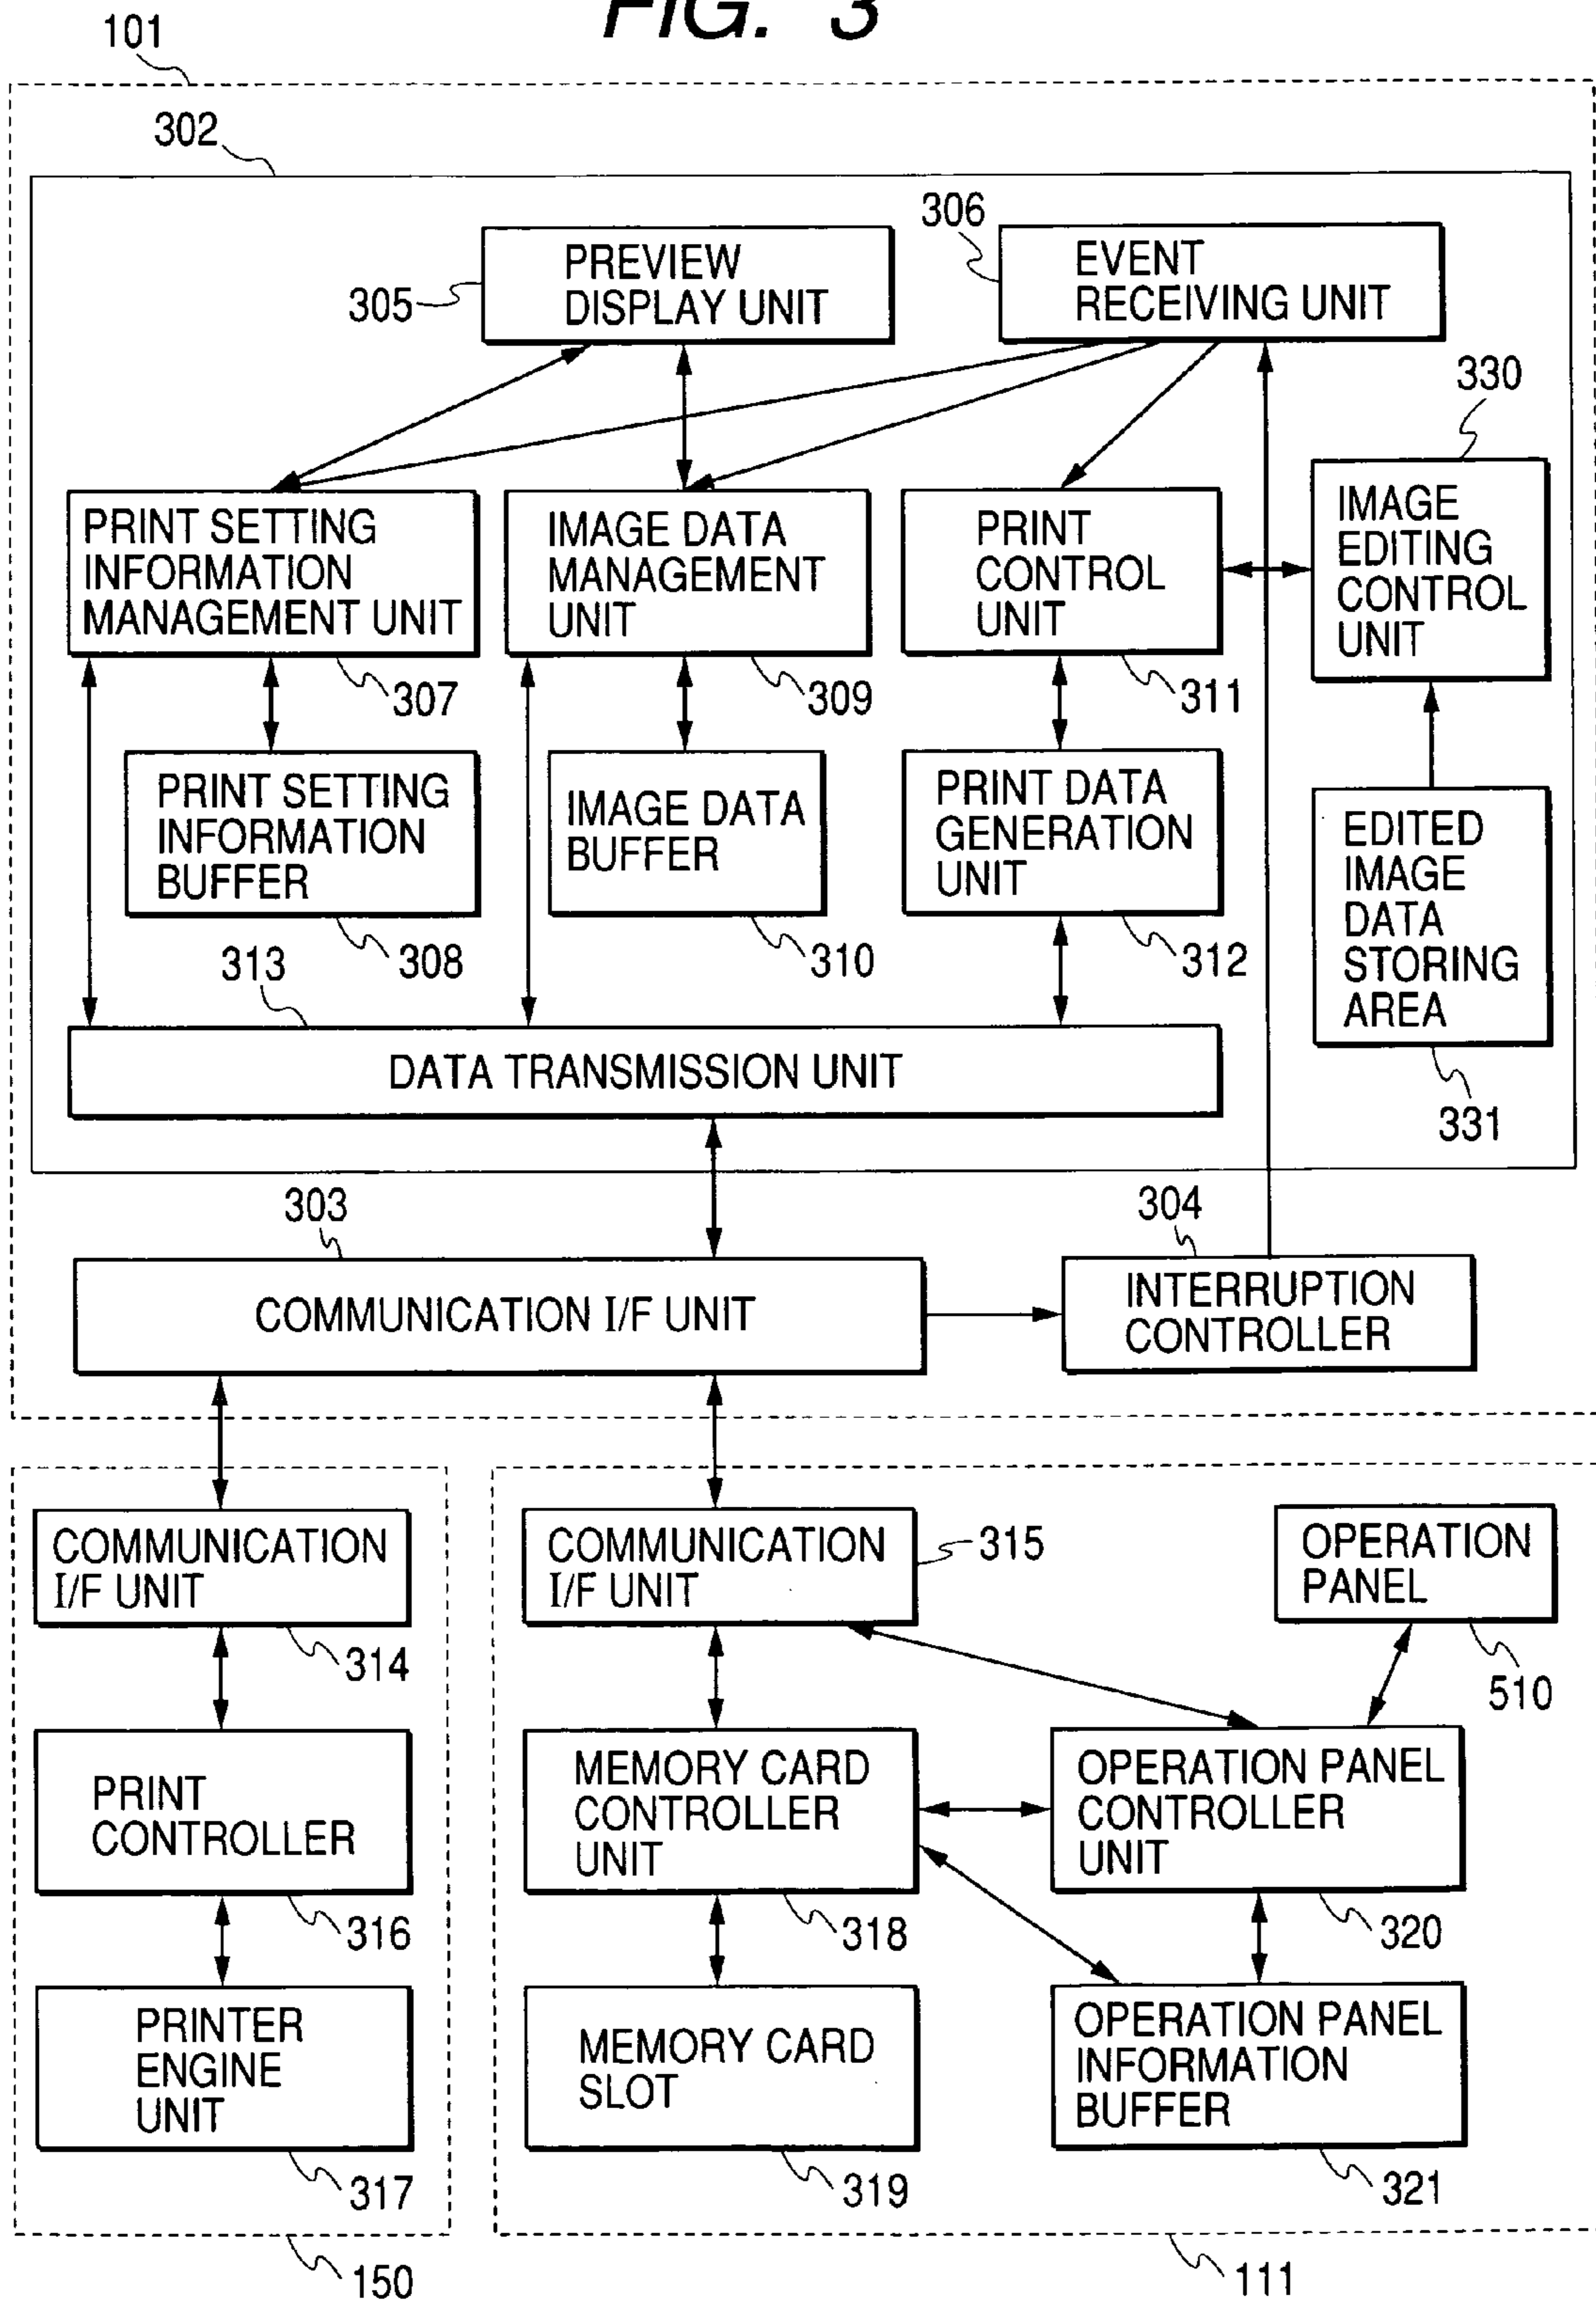 FIG. 3
101
302
306
PREVIEW
DISPLAY UNIT
EVENT
RECEIVING UNIT
305
330
PRINT SETTING
INFORMATION
MANAGEMENT UNIT
IMAGE DATA
MANAGEMENT
UNIT
PRINT
CONTROL
UNIT
IMAGE
EDITING
CONTROL
UNIT
307
309
311
PRINT SETTING
INFORMATION
BUFFER
IMAGE DATA
BUFFER
PRINT DATA
GENERATION
UNIT
EDITED
IMAGE
DATA
STORING
AREA
313
308
310
312
DATA TRANSMISSION UNIT
331
303
304
COMMUNICATION I/F UNIT
INTERRUPTION
CONTROLLER
COMMUNICATION
I/F UNIT
COMMUNICATION
I/F UNIT
315
OPERATION
PANEL
314
510
PRINT
CONTROLLER
MEMORY CARD
CONTROLLER
UNIT
OPERATION PANEL
CONTROLLER
UNIT
316
318
320
PRINTER
ENGINE
UNIT
MEMORY CARD
SLOT
OPERATION PANEL
INFORMATION
BUFFER
317
319
321
150
111